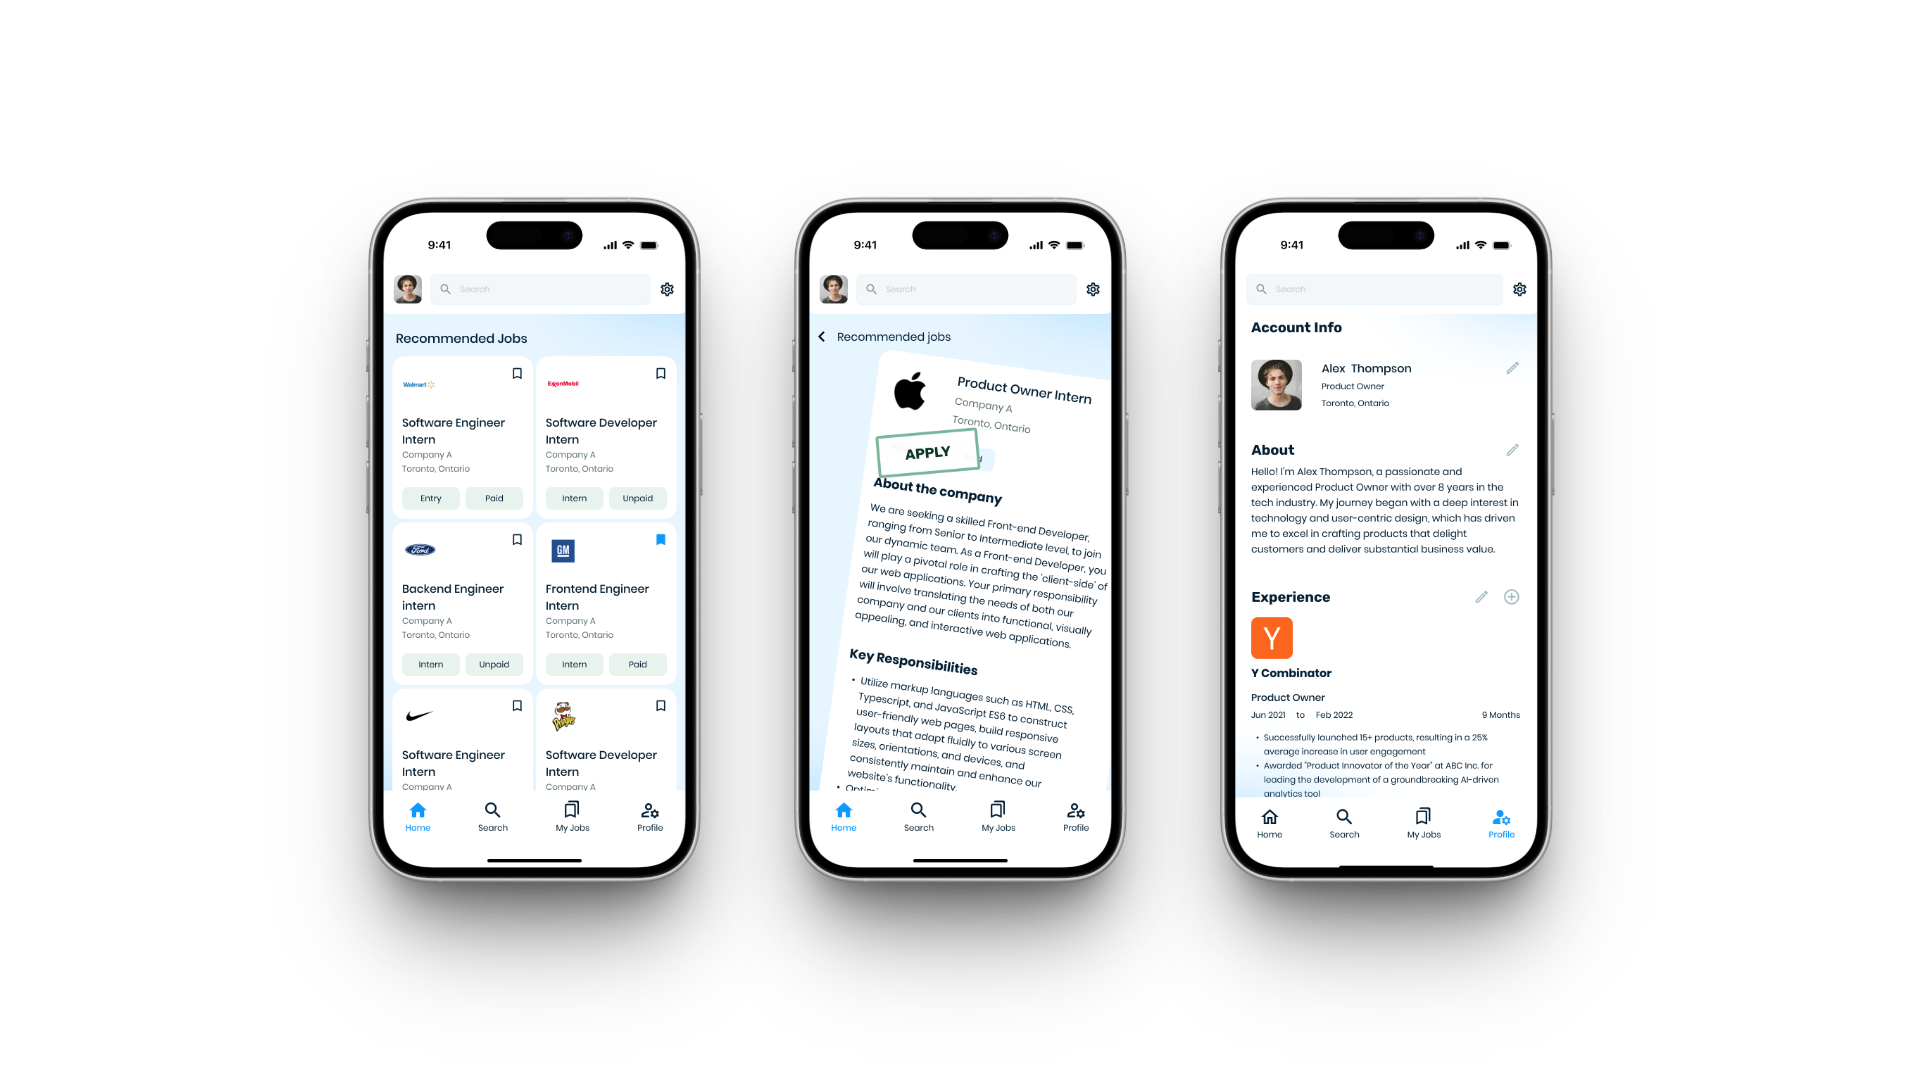 9:41
Search
Recommended Jobs
Walmart
ExxonMobil
Software Engineer
Intern
Company A
Toronto, Ontario
Entry
Paid
Software Developer
Intern
Company A
Toronto, Ontario
Intern
Unpaid
Ford
GM
Backend Engineer
intern
Company A
Toronto, Ontario
Intern
Unpaid
Frontend Engineer
Intern
Company A
Toronto, Ontario
Intern
Paid
Pringles
Software Engineer
Intern
Company A
Software Developer
Intern
Company A
Home
Search
My Jobs
Profile
9:41
Search
Recommended jobs
Product Owner Intern
Company A
Toronto, Ontario
APPLY
About the company
We are seeking a skilled Front-end Developer,
ranging from Senior to Intermediate level, to join
our dynamic team. As a Front-end Developer, you
will play a pivotal role in crafting the 'client-side' of
our web applications. Your primary responsibility
will involve translating the needs of both our
company and our clients into functional, visually
appealing, and interactive web applications.
Key Responsibilities
• Utilize markup languages such as HTML, CSS,
Typescript, and JavaScript ES6 to construct
user-friendly web pages, build responsive
layouts that adapt fluidly to various screen
sizes, orientations, and devices, and
consistently maintain and enhance our
website's functionality.
Home
Search
My Jobs
Profile
9:41
Search
Account Info
Alex Thompson
Product Owner
Toronto, Ontario
About
Hello! I'm Alex Thompson, a passionate and
experienced Product Owner with over 8 years in the
tech industry. My journey began with a deep interest in
technology and user-centric design, which has driven
me to excel in crafting products that delight
customers and deliver substantial business value.
Experience
Y
Y Combinator
Product Owner
Jun 2021 to Feb 2022
9 Months
• Successfully launched 15+ products, resulting in a 25%
average increase in user engagement
• Awarded "Product Innovator of the Year" at ABC Inc. for
leading the development of a groundbreaking AI-driven
analytics tool
Home
Search
My Jobs
Profile